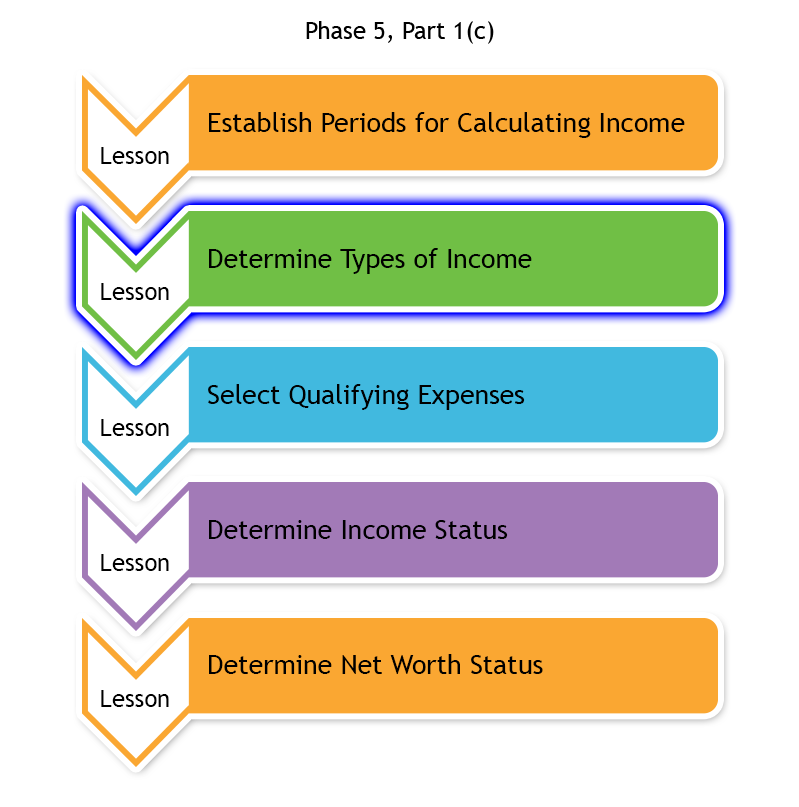 Phase 5, Part 1(c)
Lesson
Establish Periods for Calculating Income
Lesson
Determine Types of Income
Lesson
Select Qualifying Expenses
Lesson
Determine Income Status
Lesson
Determine Net Worth Status